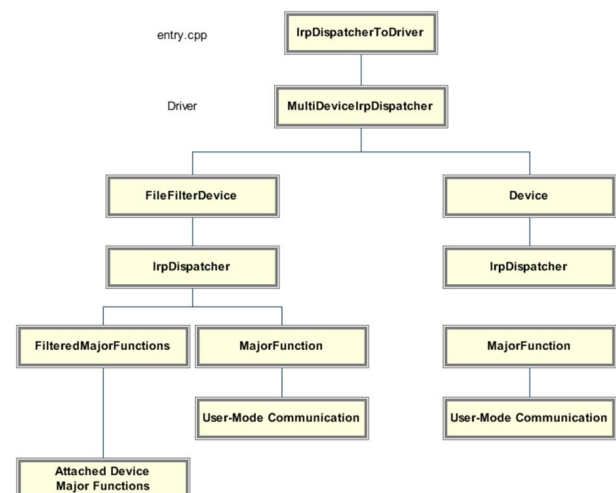 entry.cpp
IrpDispatcherToDriver
Driver
MultiDeviceIrpDispatcher
FileFilterDevice
Device
IrpDispatcher
IrpDispatcher
FilteredMajorFunctions
MajorFunction
MajorFunction
User-Mode Communication
User-Mode Communication
Attached Device
Major Functions